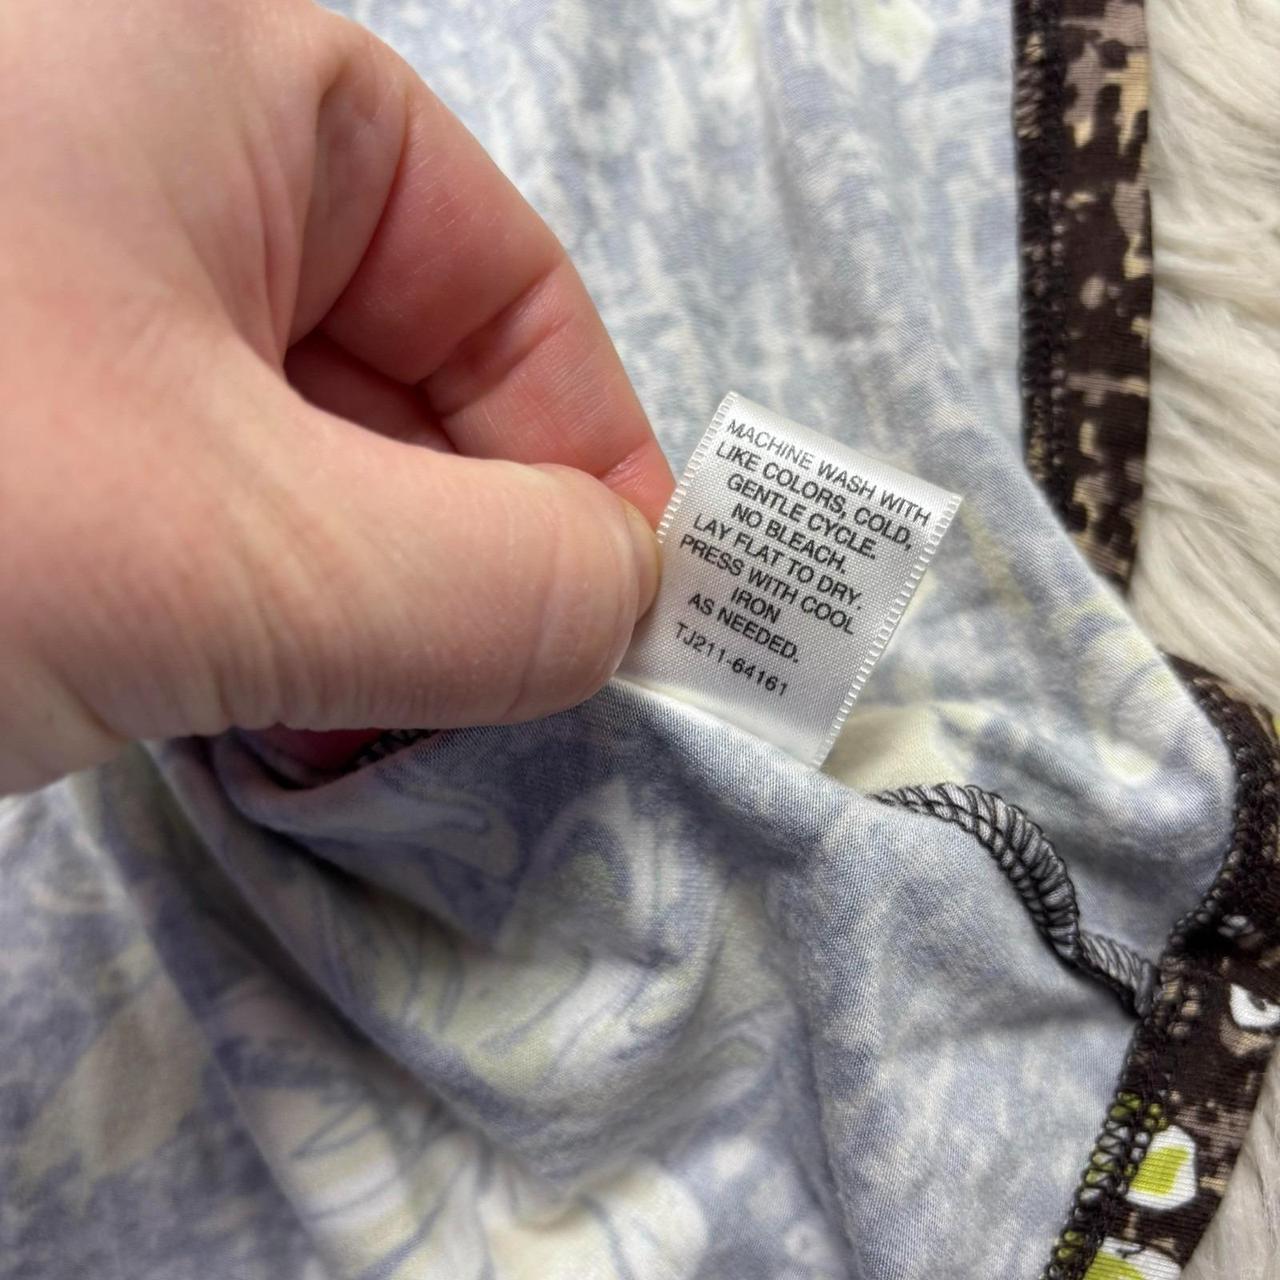 MACHINE WASH WITH
LIKE COLORS, COLD,
GENTLE CYCLE.
NO BLEACH.
LAY FLAT TO DRY.
PRESS WITH COOL
IRON
AS NEEDED.
TJ211-64161